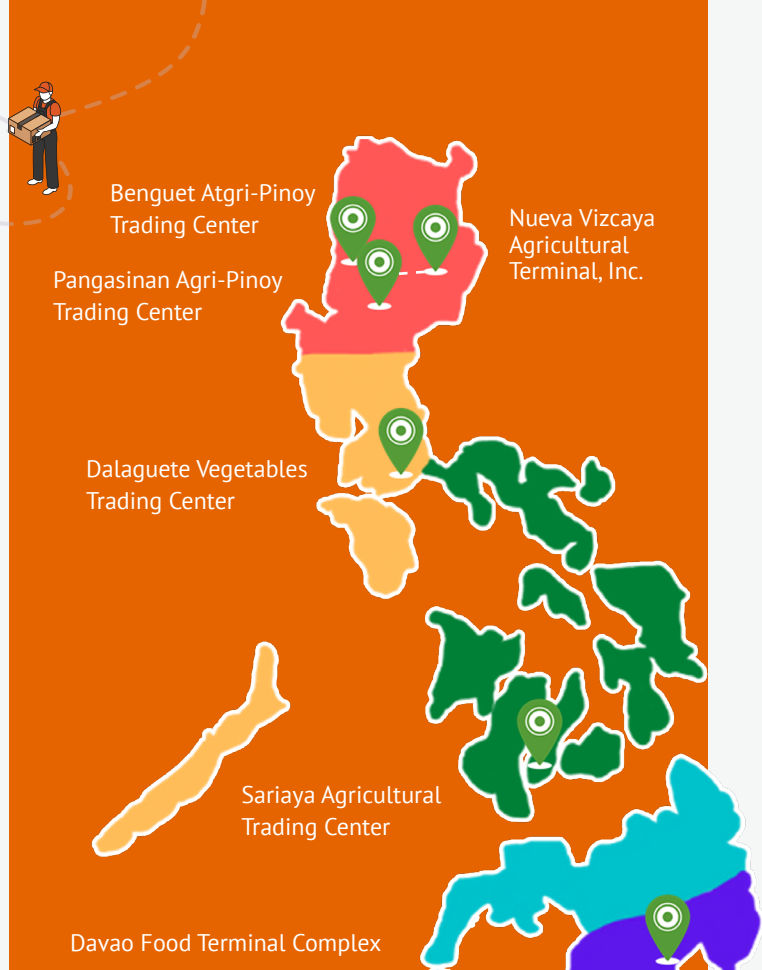 Benguet Atgri-Pinoy
Trading Center
Nueva Vizcaya
Agricultural
Terminal, Inc.
Pangasinan Agri-Pinoy
Trading Center
Dalaguete Vegetables
Trading Center
Sariaya Agricultural
Trading Center
Davao Food Terminal Complex